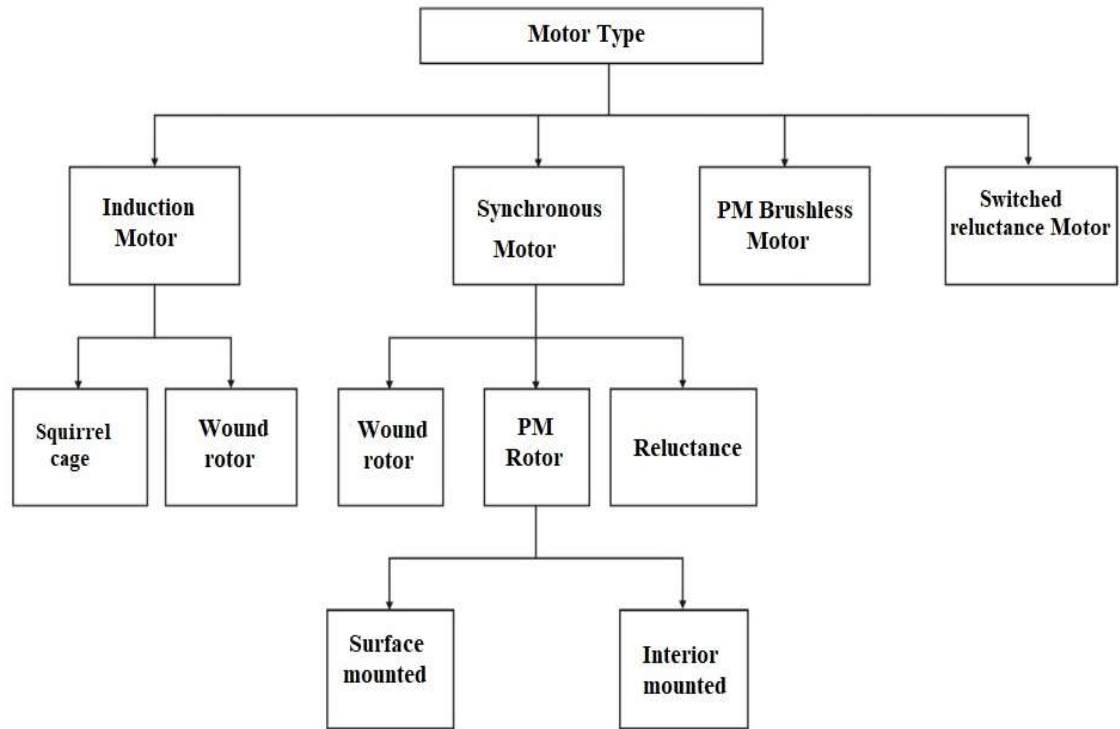 Motor Type
Induction
Motor
Synchronous
Motor
PM Brushless
Motor
Switched
reluctance Motor
Squirrel
cage
Wound
rotor
Wound
rotor
PM
Rotor
Reluctance
Surface
mounted
Interior
mounted